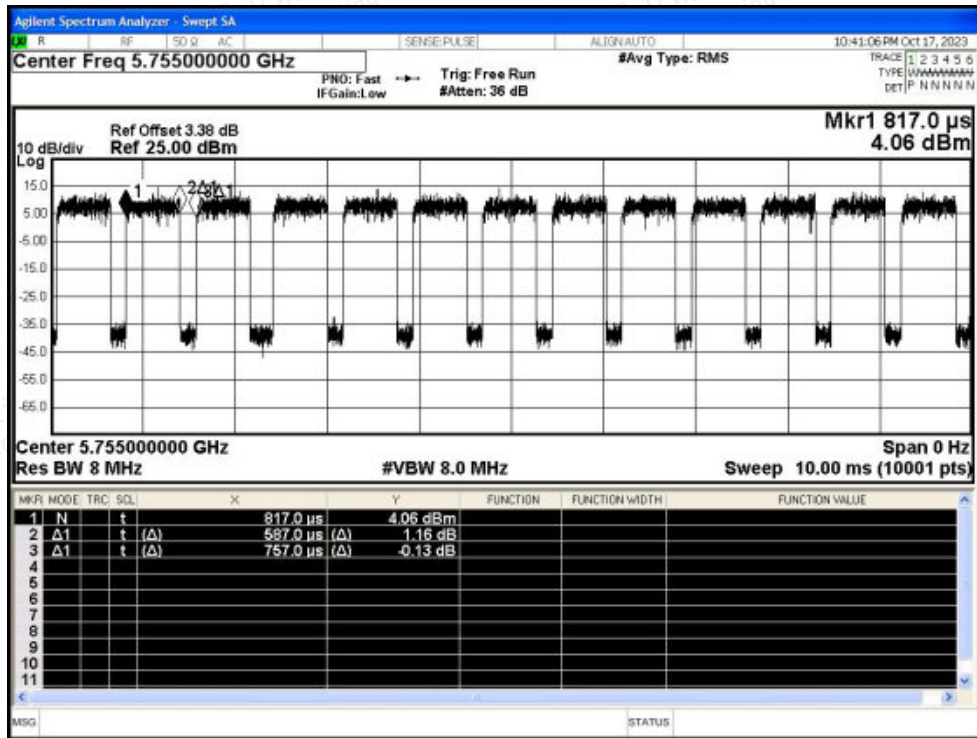 Agilent Spectrum Analyzer - Swept SA
R RF 50 Ω AC SENSE:PULSE ALIGNAUTO 10:41:06 PM Oct 17, 2023
Center Freq 5.755000000 GHz #Avg Type: RMS TRACE 1 2 3 4 5 6
PNO: Fast Trig: Free Run TYPE
IFGain:Low #Atten: 36 dB DET P N N N N N
Mkr1 817.0 µs
Ref Offset 3.38 dB
10 dB/div Ref 25.00 dBm 4.06 dBm
Log
15.0
1 2Δ1 3Δ1
5.00
-5.00
-15.0
-25.0
-35.0
-45.0
-55.0
-65.0
Center 5.755000000 GHz Span 0 Hz
Res BW 8 MHz #VBW 8.0 MHz Sweep 10.00 ms (10001 pts)
MKR MODE TRC SCL X Y FUNCTION FUNCTION WIDTH FUNCTION VALUE
1 N t 817.0 µs 4.06 dBm
2 Δ1 t (Δ) 587.0 µs (Δ) 1.16 dB
3 Δ1 t (Δ) 757.0 µs (Δ) -0.13 dB
4
5
6
7
8
9
10
11
MSG STATUS